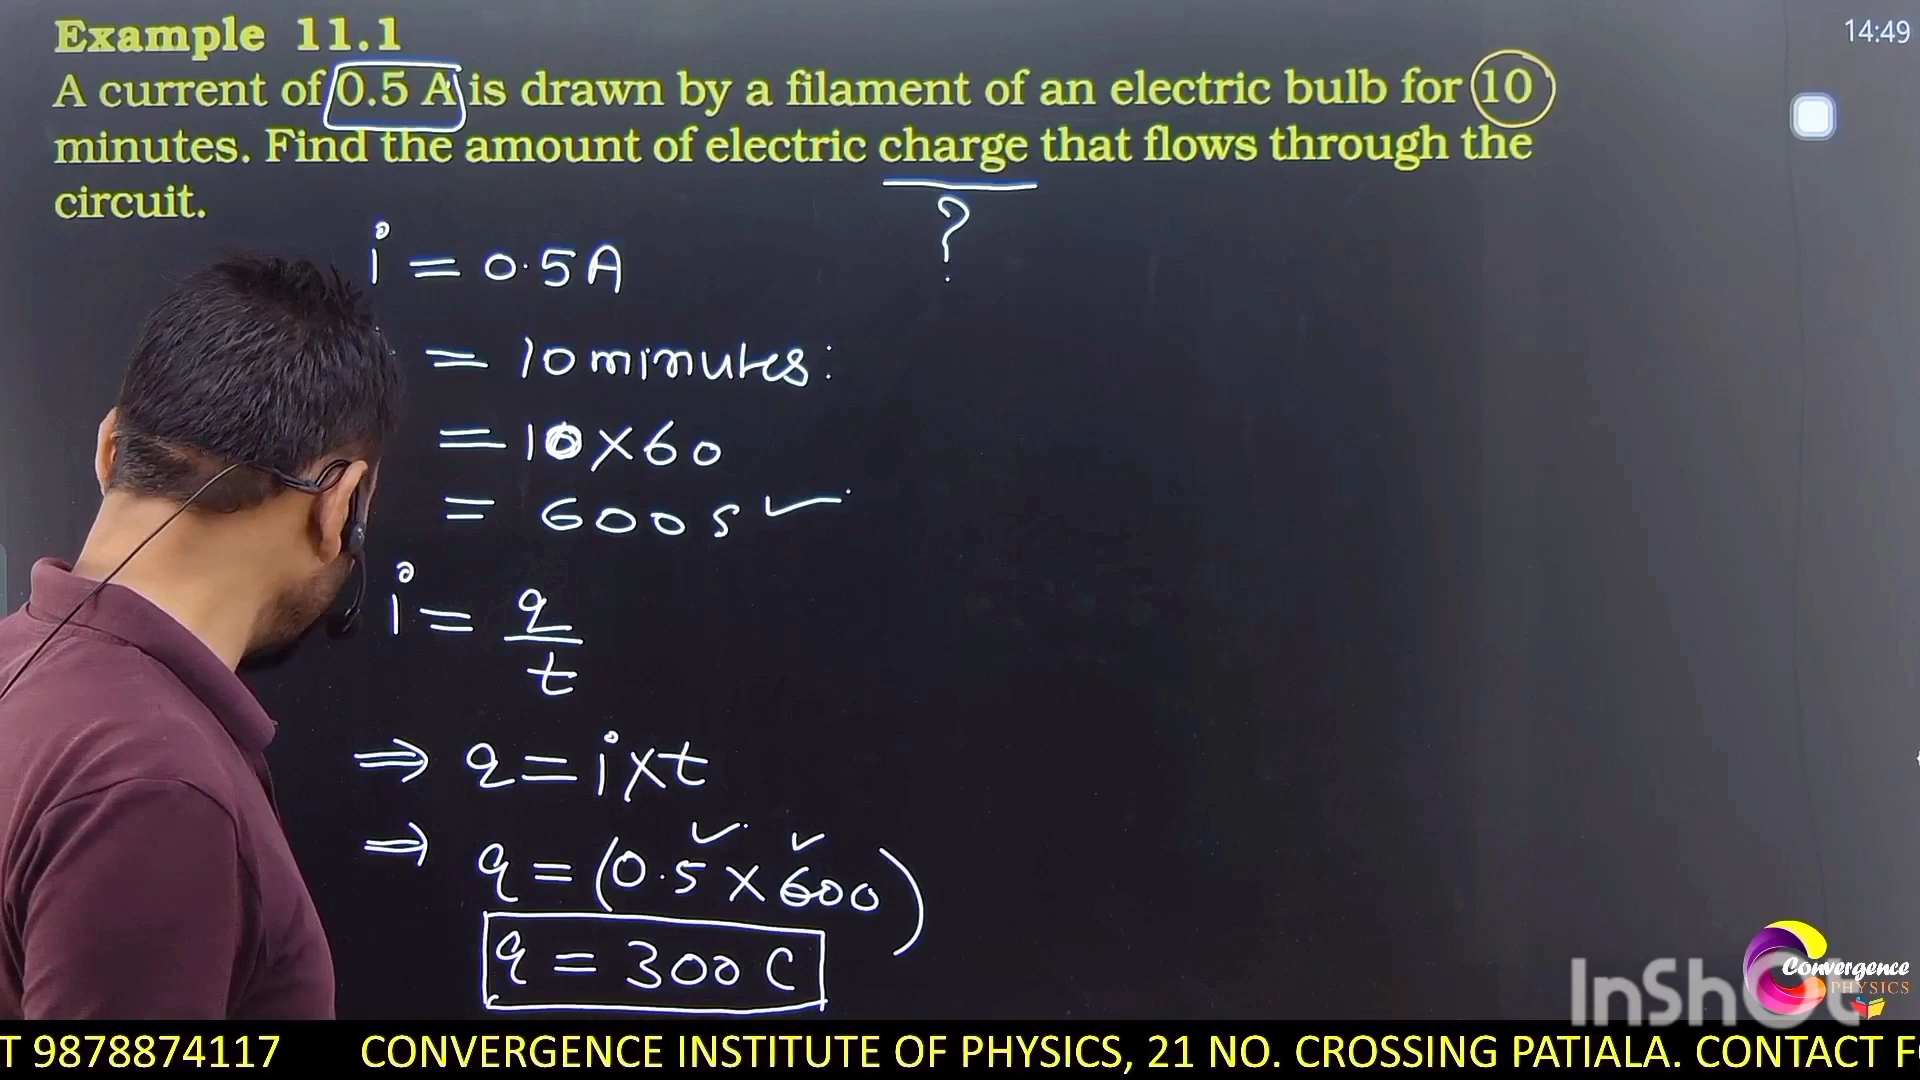 Example 11.1
14:49
A current of 0.5 A is drawn by a filament of an electric bulb for 10
minutes. Find the amount of electric charge that flows through the
circuit.
?
i = 0.5A
= 10 minutes
= 10 × 60
= 600 s ✓
i = q/t
⇒ q = i × t
⇒ q = (0.5 × 600)
q = 300 C
InShot
Convergence
PHYSICS
T 9878874117 CONVERGENCE INSTITUTE OF PHYSICS, 21 NO. CROSSING PATIALA. CONTACT